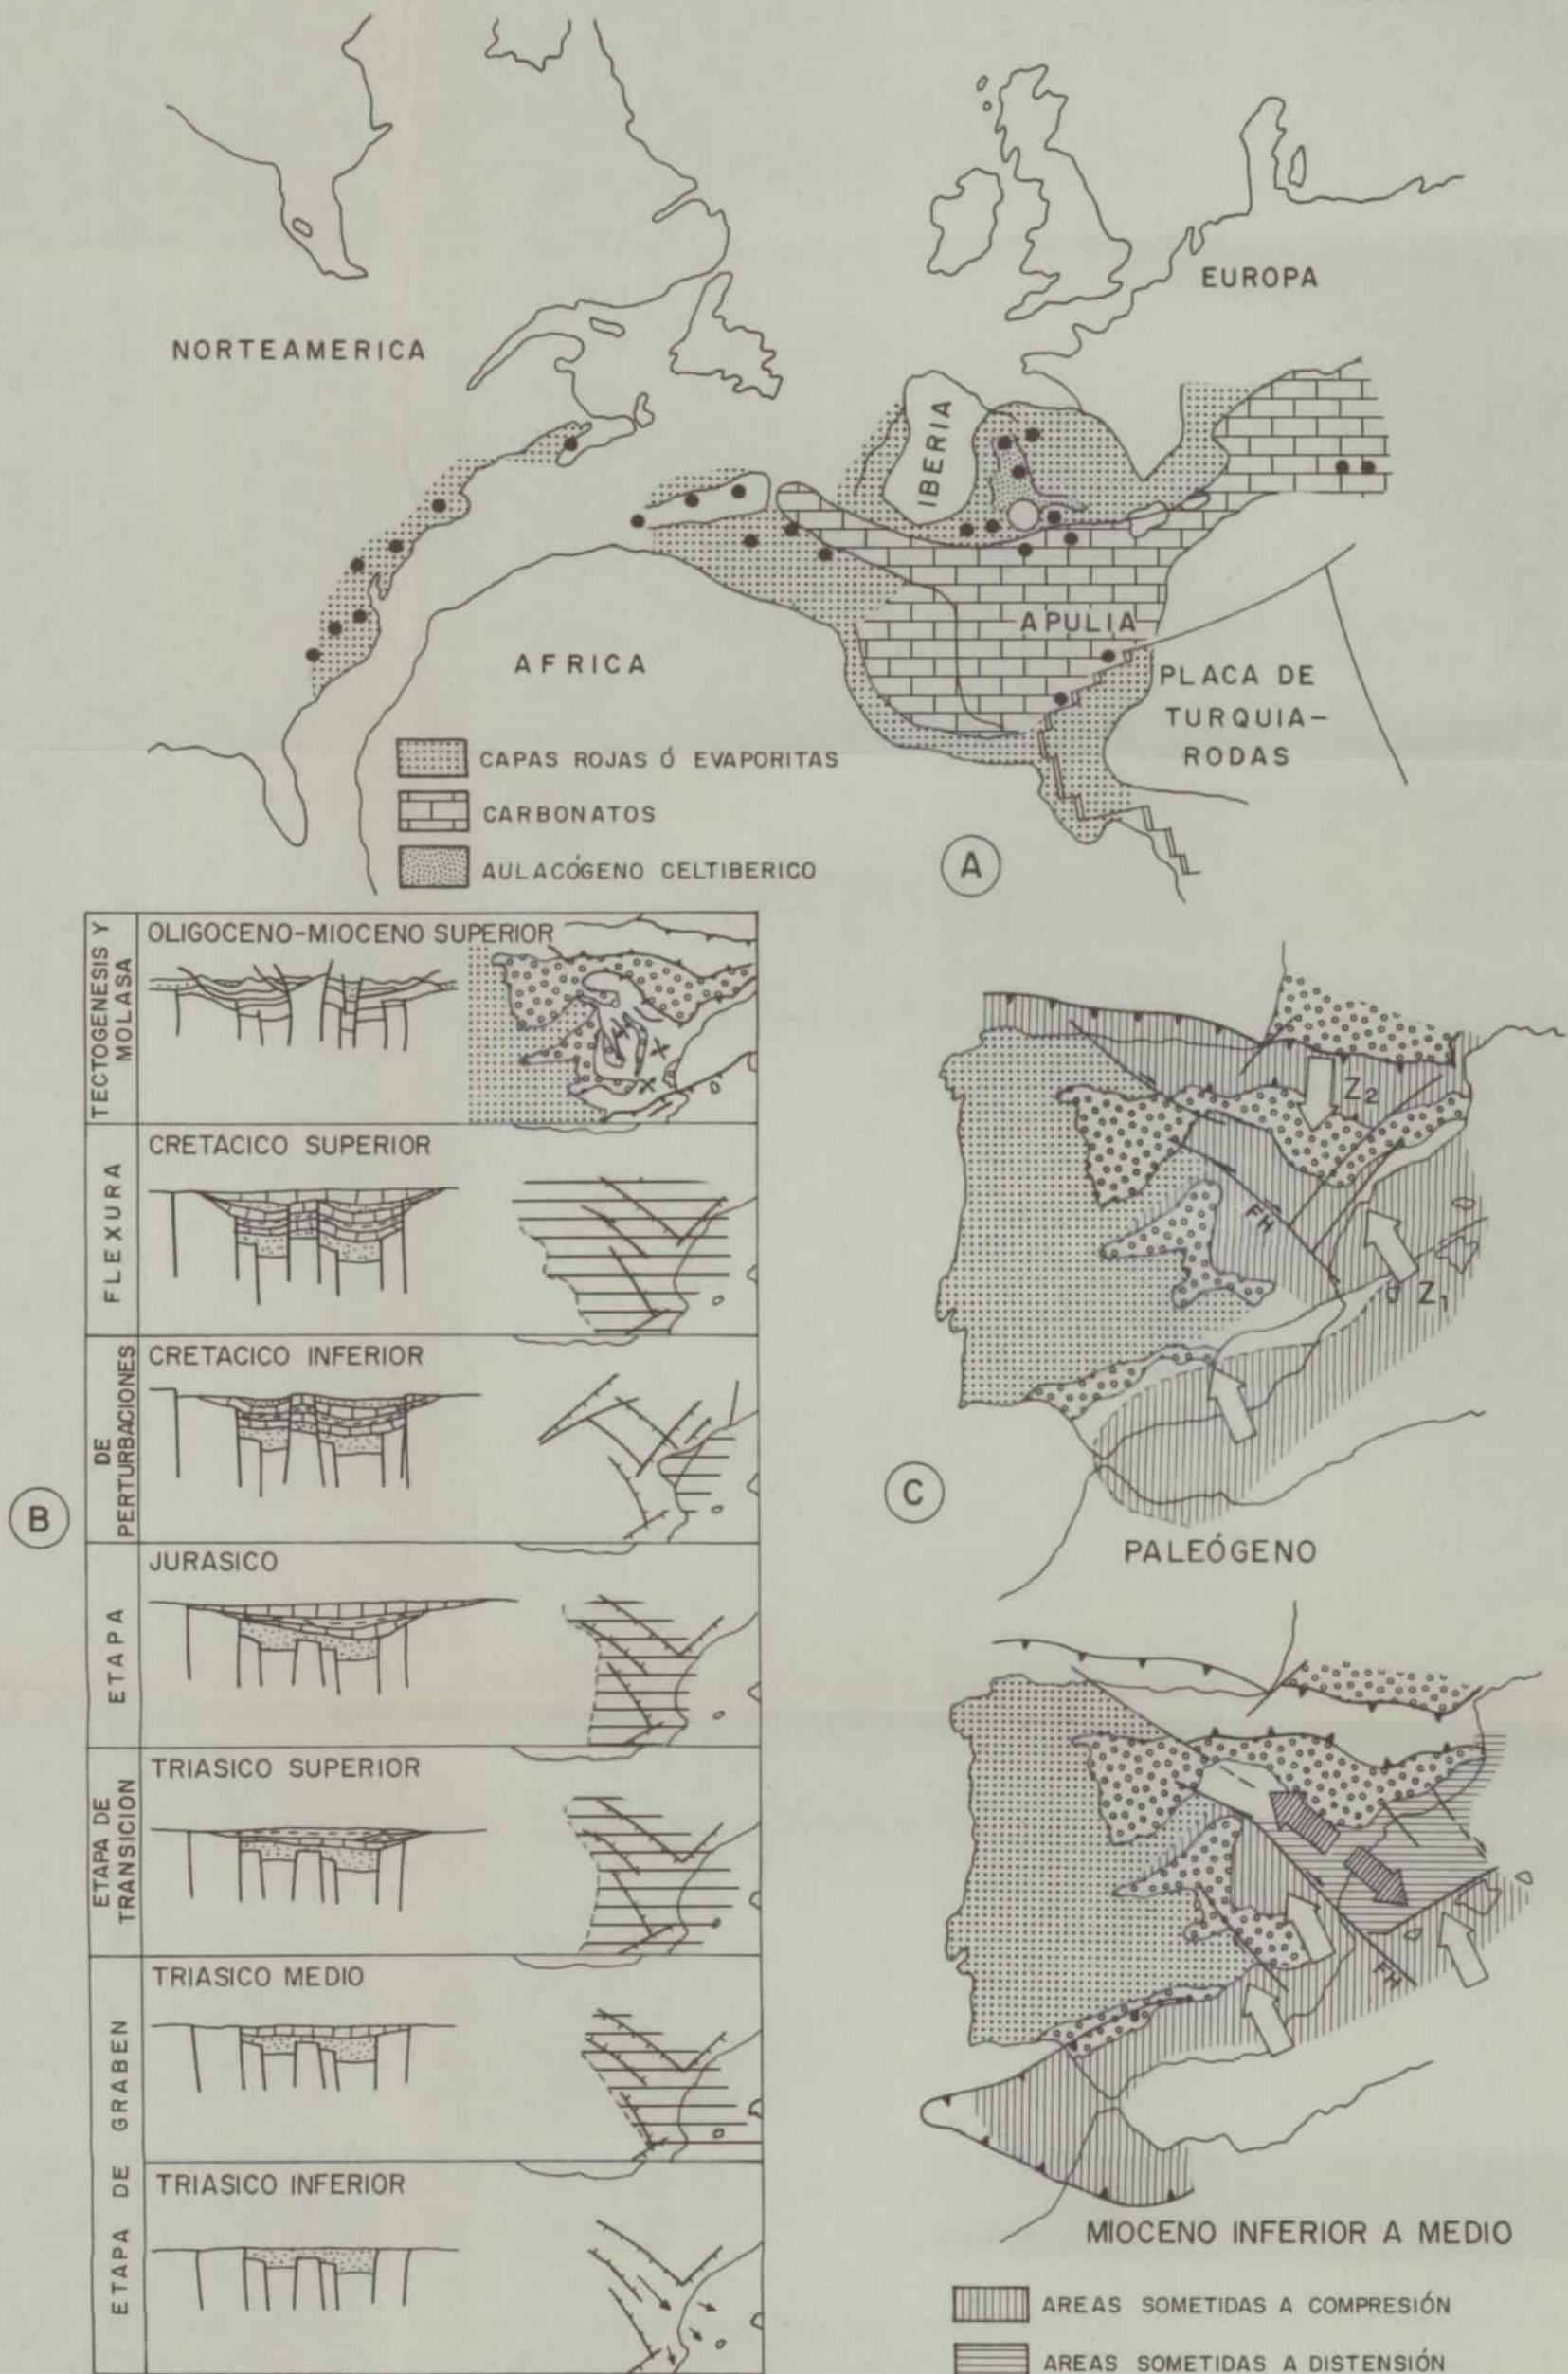 NORTEAMERICA
EUROPA
IBERIA
AFRICA
APULIA
PLACA DE
TURQUIA-
RODAS
CAPAS ROJAS Ó EVAPORITAS
CARBONATOS
AULACÓGENO CELTIBERICO
A
B
TECTOGENESIS Y
MOLASA
OLIGOCENO-MIOCENO SUPERIOR
FLEXURA
CRETACICO SUPERIOR
DE
PERTURBACIONES
CRETACICO INFERIOR
ETAPA
JURASICO
ETAPA DE
TRANSICION
TRIASICO SUPERIOR
ETAPA DE GRABEN
TRIASICO MEDIO
TRIASICO INFERIOR
C
Z2
FH
Z1
PALEÓGENO
FH
MIOCENO INFERIOR A MEDIO
AREAS SOMETIDAS A COMPRESIÓN
AREAS SOMETIDAS A DISTENSIÓN